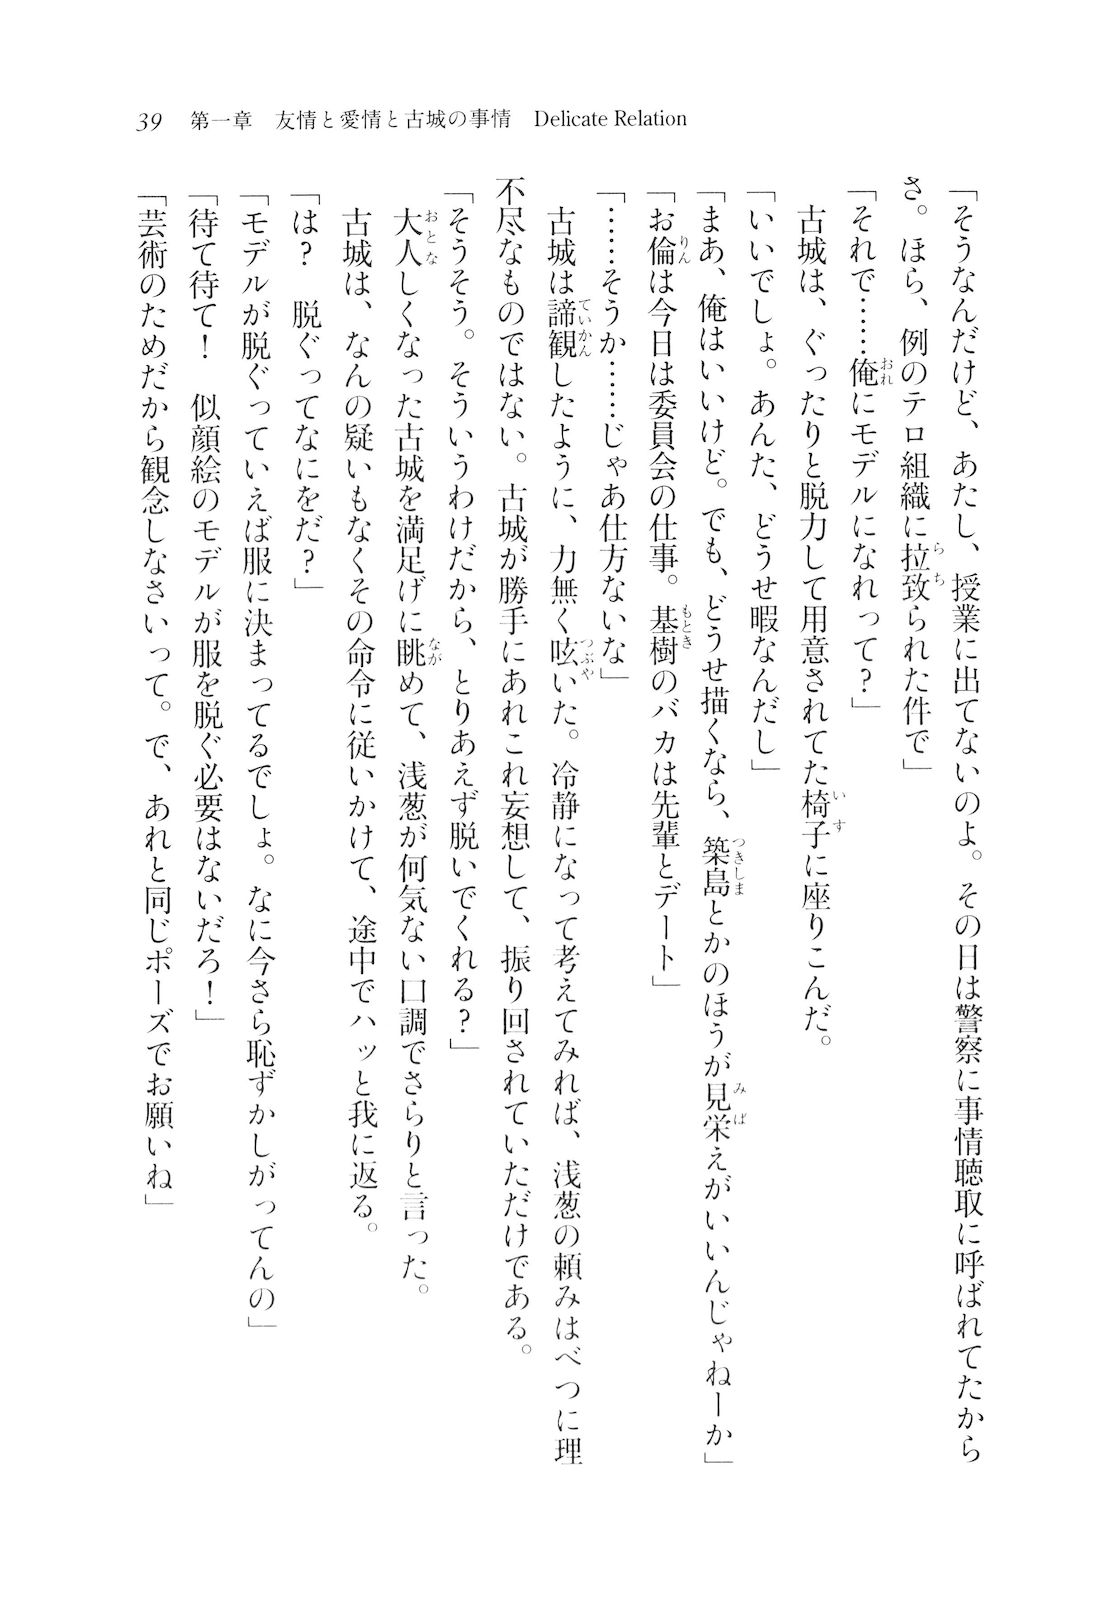 39　第一章　友情と愛情と古城の事情　Delicate Relation
「そうなんだけど、あたし、授業に出てないのよ。その日は警察に事情聴取に呼ばれてたから
さ。ほら、例のテロ組織に拉致られた件で」
「それで……俺にモデルになれって？」
　古城は、ぐったりと脱力して用意されてた椅子に座りこんだ。
「いいでしょ。あんた、どうせ暇なんだし」
「まあ、俺はいいけど。でも、どうせ描くなら、築島とかのほうが見栄えがいいんじゃねーか」
「お倫は今日は委員会の仕事。基樹のバカは先輩とデート」
「……そうか……じゃあ仕方ないな」
　古城は諦観したように、力無く呟いた。冷静になって考えてみれば、浅葱の頼みはべつに理
不尽なものではない。古城が勝手にあれこれ妄想して、振り回されていただけである。
「そうそう。そういうわけだから、とりあえず脱いでくれる？」
　大人しくなった古城を満足げに眺めて、浅葱が何気ない口調でさらりと言った。
　古城は、なんの疑いもなくその命令に従いかけて、途中でハッと我に返る。
「は？　脱ぐってなにをだ？」
「モデルが脱ぐっていえば服に決まってるでしょ。なに今さら恥ずかしがってんの」
「待て待て！　似顔絵のモデルが服を脱ぐ必要はないだろ！」
「芸術のためだから観念しなさいって。で、あれと同じポーズでお願いね」